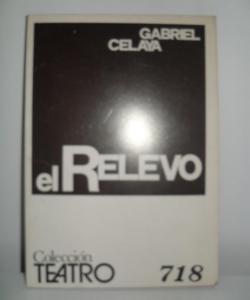 GABRIEL
CELAYA
el RELEVO
Colección
TEATRO 718